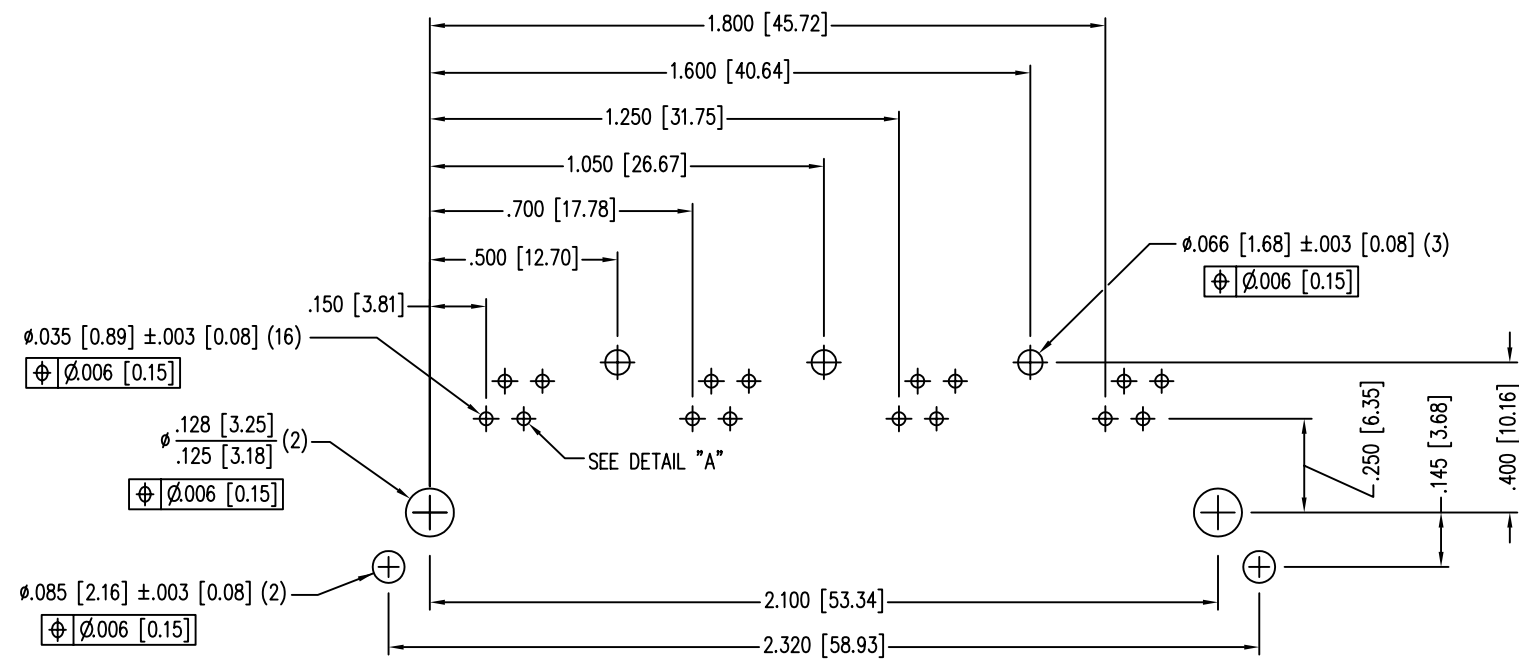 1.800 [45.72]
1.600 [40.64]
1.250 [31.75]
1.050 [26.67]
.700 [17.78]
.500 [12.70]
.150 [3.81]
ø.066 [1.68] ±.003 [0.08] (3)
⌖ Ø.006 [0.15]
ø.035 [0.89] ±.003 [0.08] (16)
⌖ Ø.006 [0.15]
ø .128 [3.25]
.125 [3.18] (2)
⌖ Ø.006 [0.15]
SEE DETAIL "A"
.250 [6.35]
.145 [3.68]
.400 [10.16]
ø.085 [2.16] ±.003 [0.08] (2)
⌖ Ø.006 [0.15]
2.100 [53.34]
2.320 [58.93]